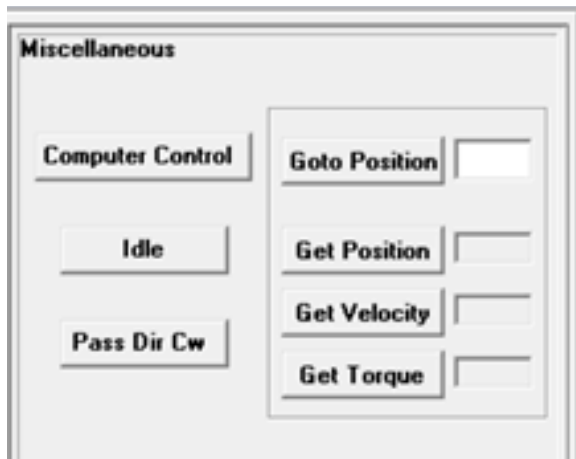 Miscellaneous
Computer Control
Goto Position
Idle
Get Position
Get Velocity
Pass Dir Cw
Get Torque